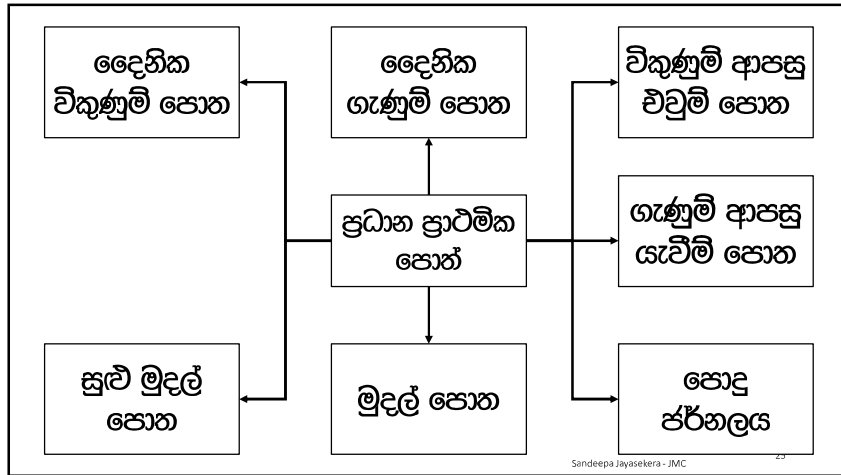 දෛනික
විකුණුම් පොත
දෛනික
ගැණුම් පොත
විකුණුම් ආපසු
එවුම් පොත
ප්‍රධාන ප්‍රාථමික
පොත්
ගැණුම් ආපසු
යැවීම් පොත
සුළු මුදල්
පොත
මුදල් පොත
පොදු
ජර්නලය
Sandeepa Jayasekera - JMC